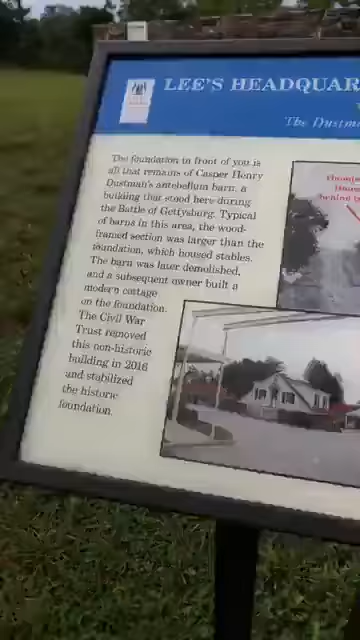 LEE'S HEADQUAR
The Dustm
The foundation in front of you is
all that remains of Casper Henry
Dustman's antebellum barn, a
building that stood here during
the Battle of Gettysburg. Typical
of barns in this area, the wood-
framed section was larger than the
foundation, which housed stables.
The barn was later demolished,
and a subsequent owner built a
modern cottage
on the foundation.
The Civil War
Trust removed
this non-historic
building in 2016
and stabilized
the historic
foundation.